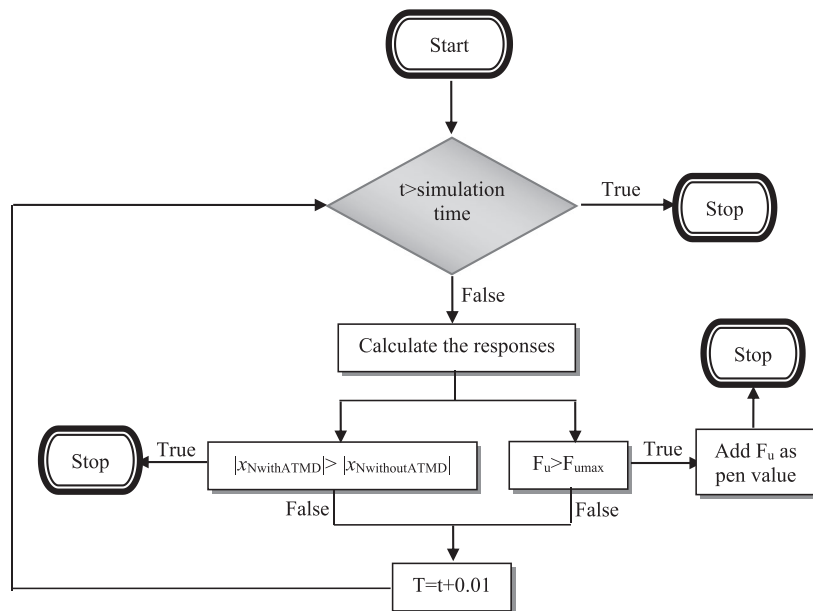 Start
t>simulation
time
True
Stop
False
Calculate the responses
Stop
True
Stop
|xNwithATMD|> |xNwithoutATMD|
Fu>Fumax
True
Add Fu as
pen value
False
False
T=t+0.01